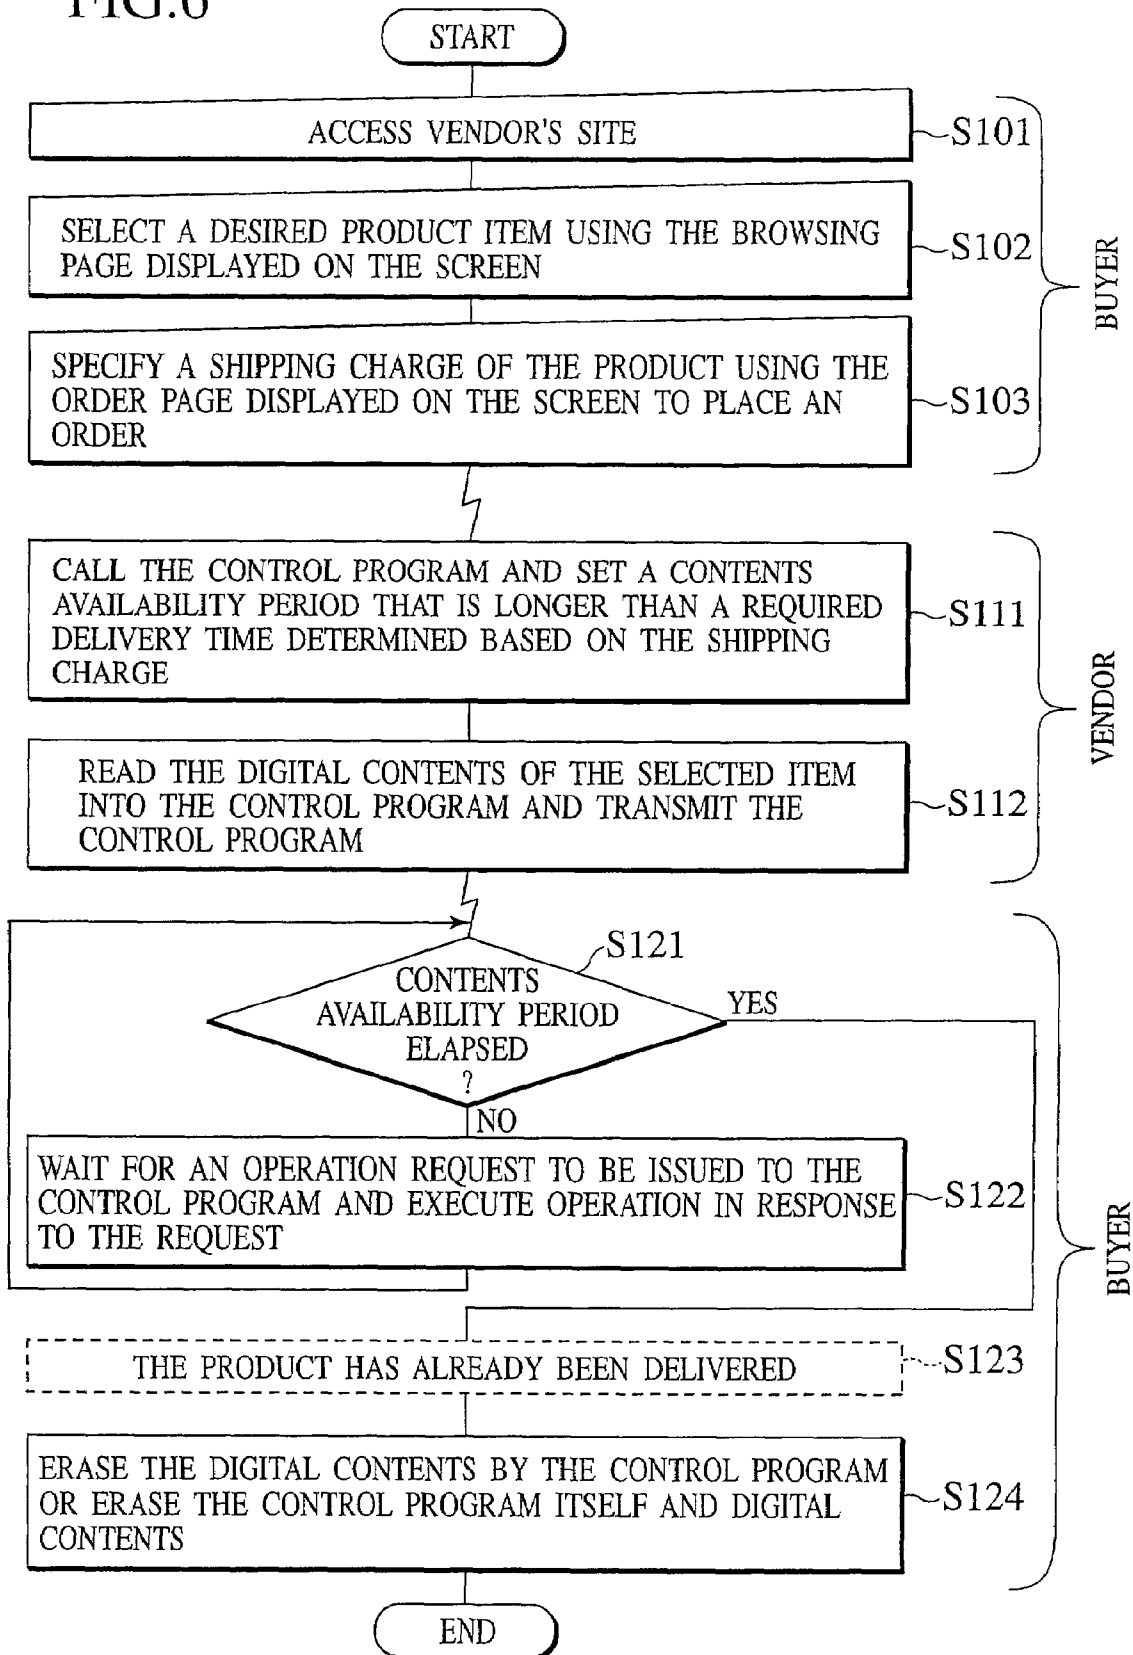 FIG.6
START
ACCESS VENDOR'S SITE
S101
SELECT A DESIRED PRODUCT ITEM USING THE BROWSING
PAGE DISPLAYED ON THE SCREEN
S102
SPECIFY A SHIPPING CHARGE OF THE PRODUCT USING THE
ORDER PAGE DISPLAYED ON THE SCREEN TO PLACE AN
ORDER
S103
BUYER
CALL THE CONTROL PROGRAM AND SET A CONTENTS
AVAILABILITY PERIOD THAT IS LONGER THAN A REQUIRED
DELIVERY TIME DETERMINED BASED ON THE SHIPPING
CHARGE
S111
READ THE DIGITAL CONTENTS OF THE SELECTED ITEM
INTO THE CONTROL PROGRAM AND TRANSMIT THE
CONTROL PROGRAM
S112
VENDOR
S121
CONTENTS
AVAILABILITY PERIOD
ELAPSED
?
YES
NO
WAIT FOR AN OPERATION REQUEST TO BE ISSUED TO THE
CONTROL PROGRAM AND EXECUTE OPERATION IN RESPONSE
TO THE REQUEST
S122
THE PRODUCT HAS ALREADY BEEN DELIVERED
S123
ERASE THE DIGITAL CONTENTS BY THE CONTROL PROGRAM
OR ERASE THE CONTROL PROGRAM ITSELF AND DIGITAL
CONTENTS
S124
BUYER
END